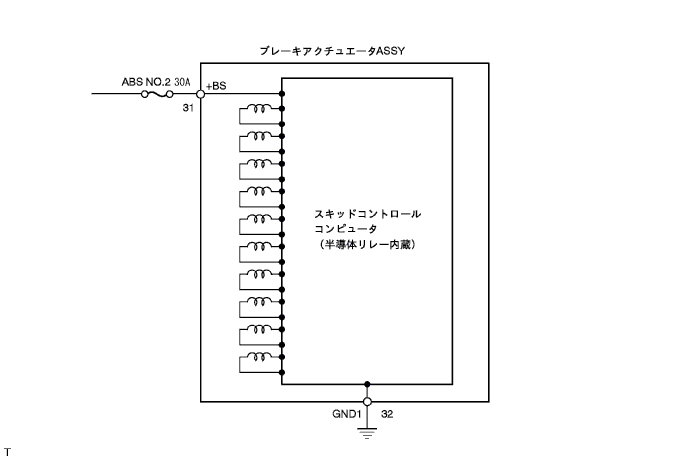 ブレーキアクチュエータASSY
ABS NO.2 30A
+BS
31
スキッドコントロール
コンピュータ
(半導体リレー内蔵)
GND1
32
T